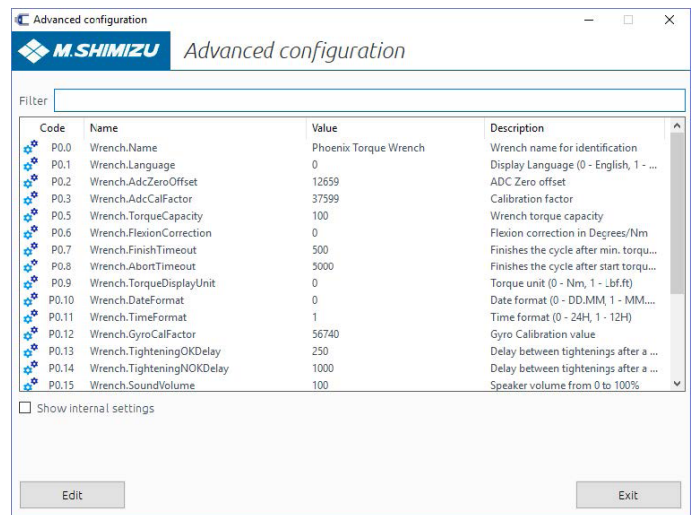 Advanced configuration
M.SHIMIZU Advanced configuration
Filter
Code Name Value Description
P0.0 Wrench.Name Phoenix Torque Wrench Wrench name for identification
P0.1 Wrench.Language 0 Display Language (0 - English, 1 - ...
P0.2 Wrench.AdcZeroOffset 12659 ADC Zero offset
P0.3 Wrench.AdcCalFactor 37599 Calibration factor
P0.5 Wrench.TorqueCapacity 100 Wrench torque capacity
P0.6 Wrench.FlexionCorrection 0 Flexion correction in Degrees/Nm
P0.7 Wrench.FinishTimeout 500 Finishes the cycle after min. torqu...
P0.8 Wrench.AbortTimeout 5000 Finishes the cycle after start torqu...
P0.9 Wrench.TorqueDisplayUnit 0 Torque unit (0 - Nm, 1 - Lbf.ft)
P0.10 Wrench.DateFormat 0 Date format (0 - DD.MM, 1 - MM....
P0.11 Wrench.TimeFormat 1 Time format (0 - 24H, 1 - 12H)
P0.12 Wrench.GyroCalFactor 56740 Gyro Calibration value
P0.13 Wrench.TighteningOKDelay 250 Delay between tightenings after a ...
P0.14 Wrench.TighteningNOKDelay 1000 Delay between tightenings after a ...
P0.15 Wrench.SoundVolume 100 Speaker volume from 0 to 100%
Show internal settings
Edit Exit